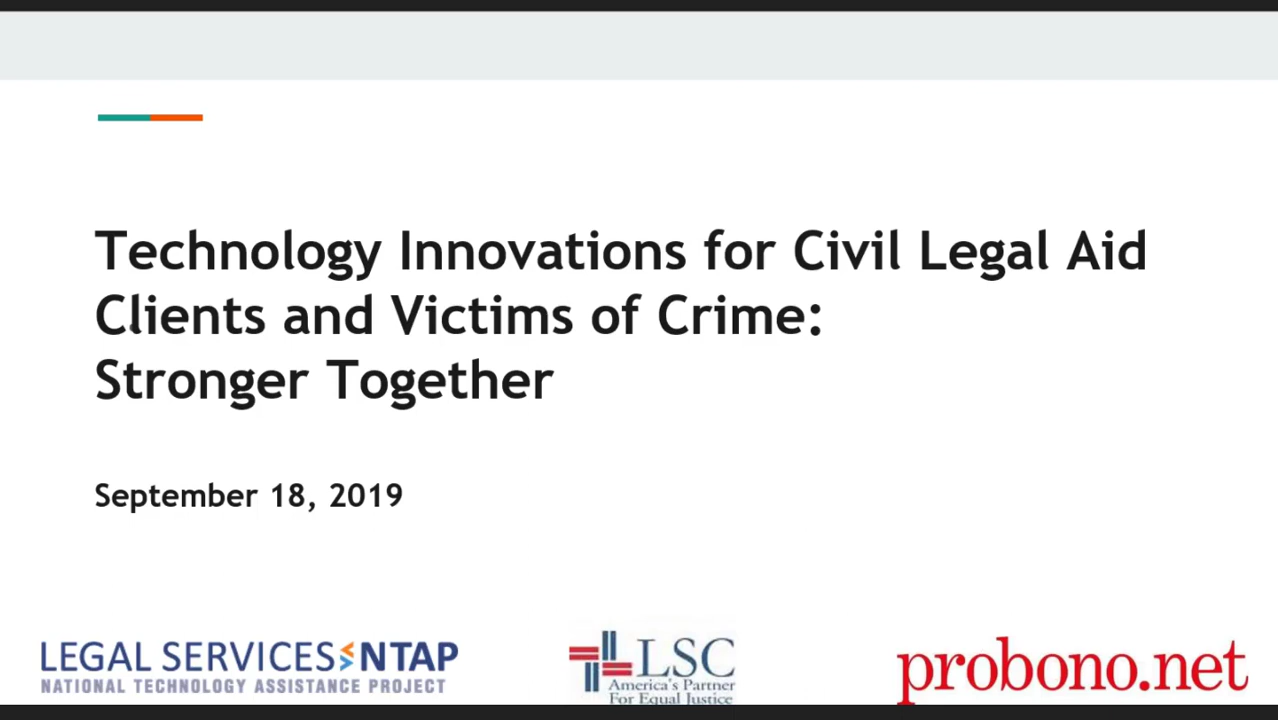 Technology Innovations for Civil Legal Aid
Clients and Victims of Crime:
Stronger Together
September 18, 2019
LEGAL SERVICES NTAP
NATIONAL TECHNOLOGY ASSISTANCE PROJECT
LSC
America's Partner
For Equal Justice
probono.net